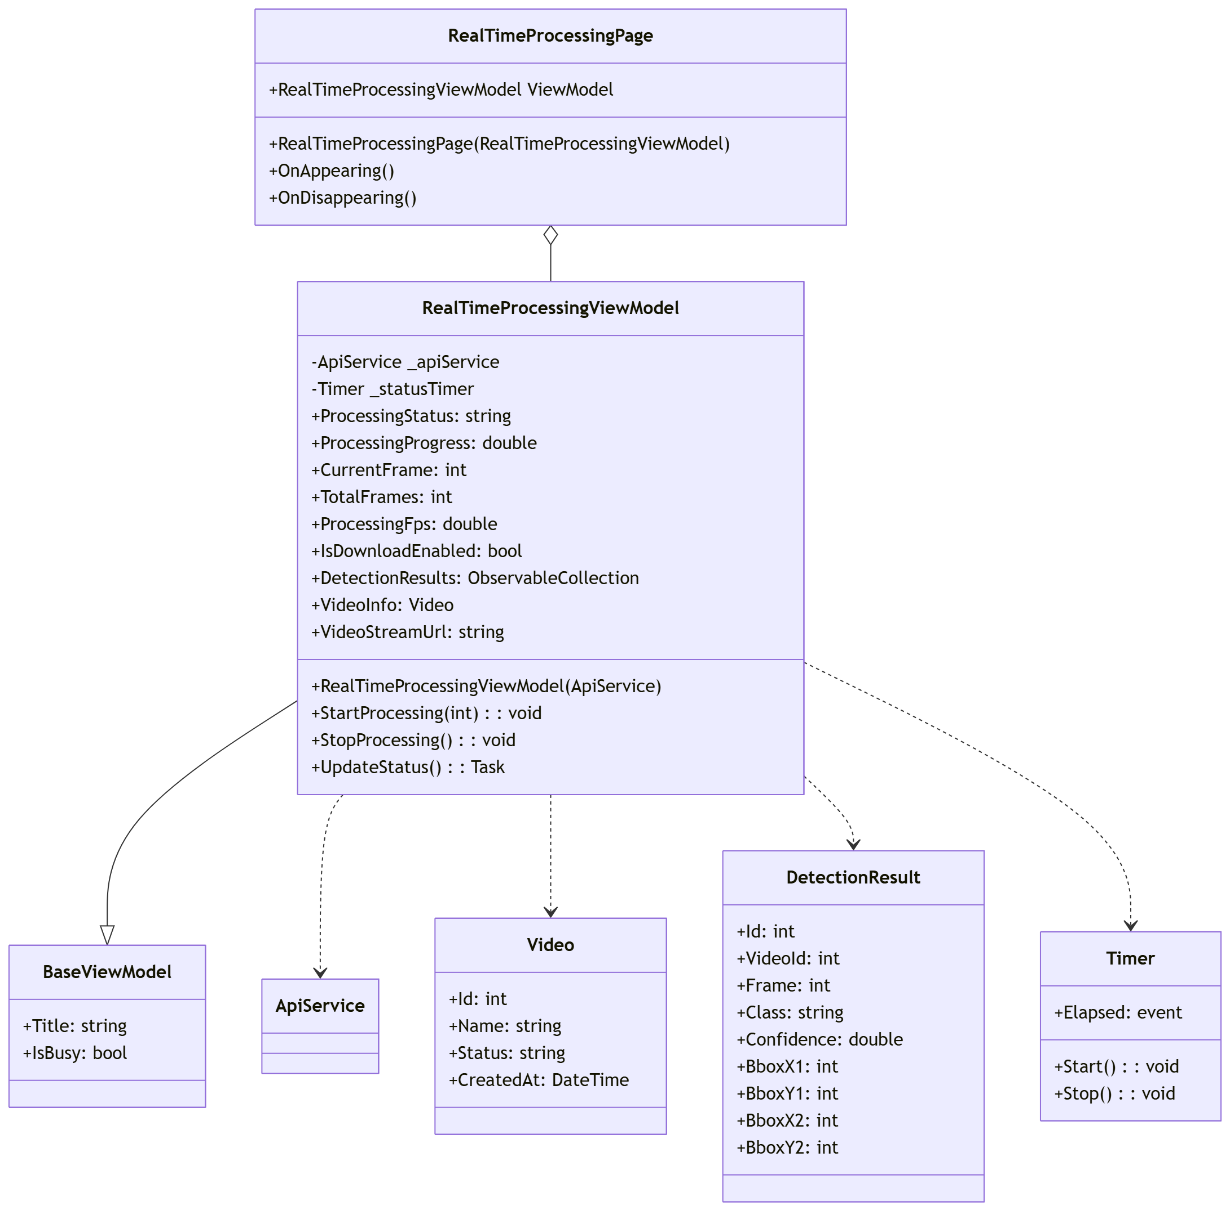 RealTimeProcessingPage
+RealTimeProcessingViewModel ViewModel
+RealTimeProcessingPage(RealTimeProcessingViewModel)
+OnAppearing()
+OnDisappearing()
RealTimeProcessingViewModel
-ApiService _apiService
-Timer _statusTimer
+ProcessingStatus: string
+ProcessingProgress: double
+CurrentFrame: int
+TotalFrames: int
+ProcessingFps: double
+IsDownloadEnabled: bool
+DetectionResults: ObservableCollection
+VideoInfo: Video
+VideoStreamUrl: string
+RealTimeProcessingViewModel(ApiService)
+StartProcessing(int) : : void
+StopProcessing() : : void
+UpdateStatus() : : Task
BaseViewModel
+Title: string
+IsBusy: bool
ApiService
Video
+Id: int
+Name: string
+Status: string
+CreatedAt: DateTime
DetectionResult
+Id: int
+VideoId: int
+Frame: int
+Class: string
+Confidence: double
+BboxX1: int
+BboxY1: int
+BboxX2: int
+BboxY2: int
Timer
+Elapsed: event
+Start() : : void
+Stop() : : void